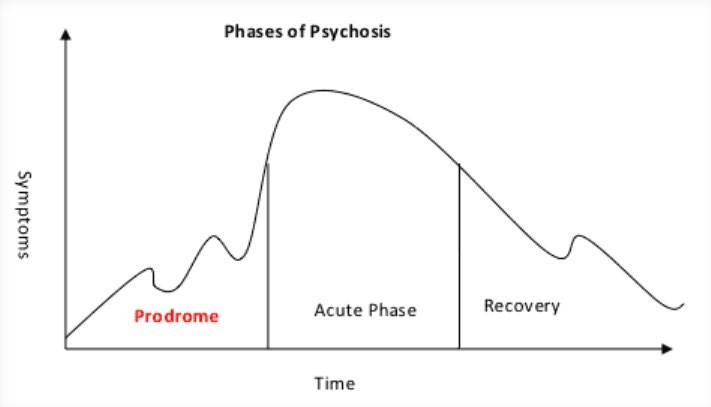 Phases of Psychosis
Symptoms
Prodrome
Acute Phase
Recovery
Time